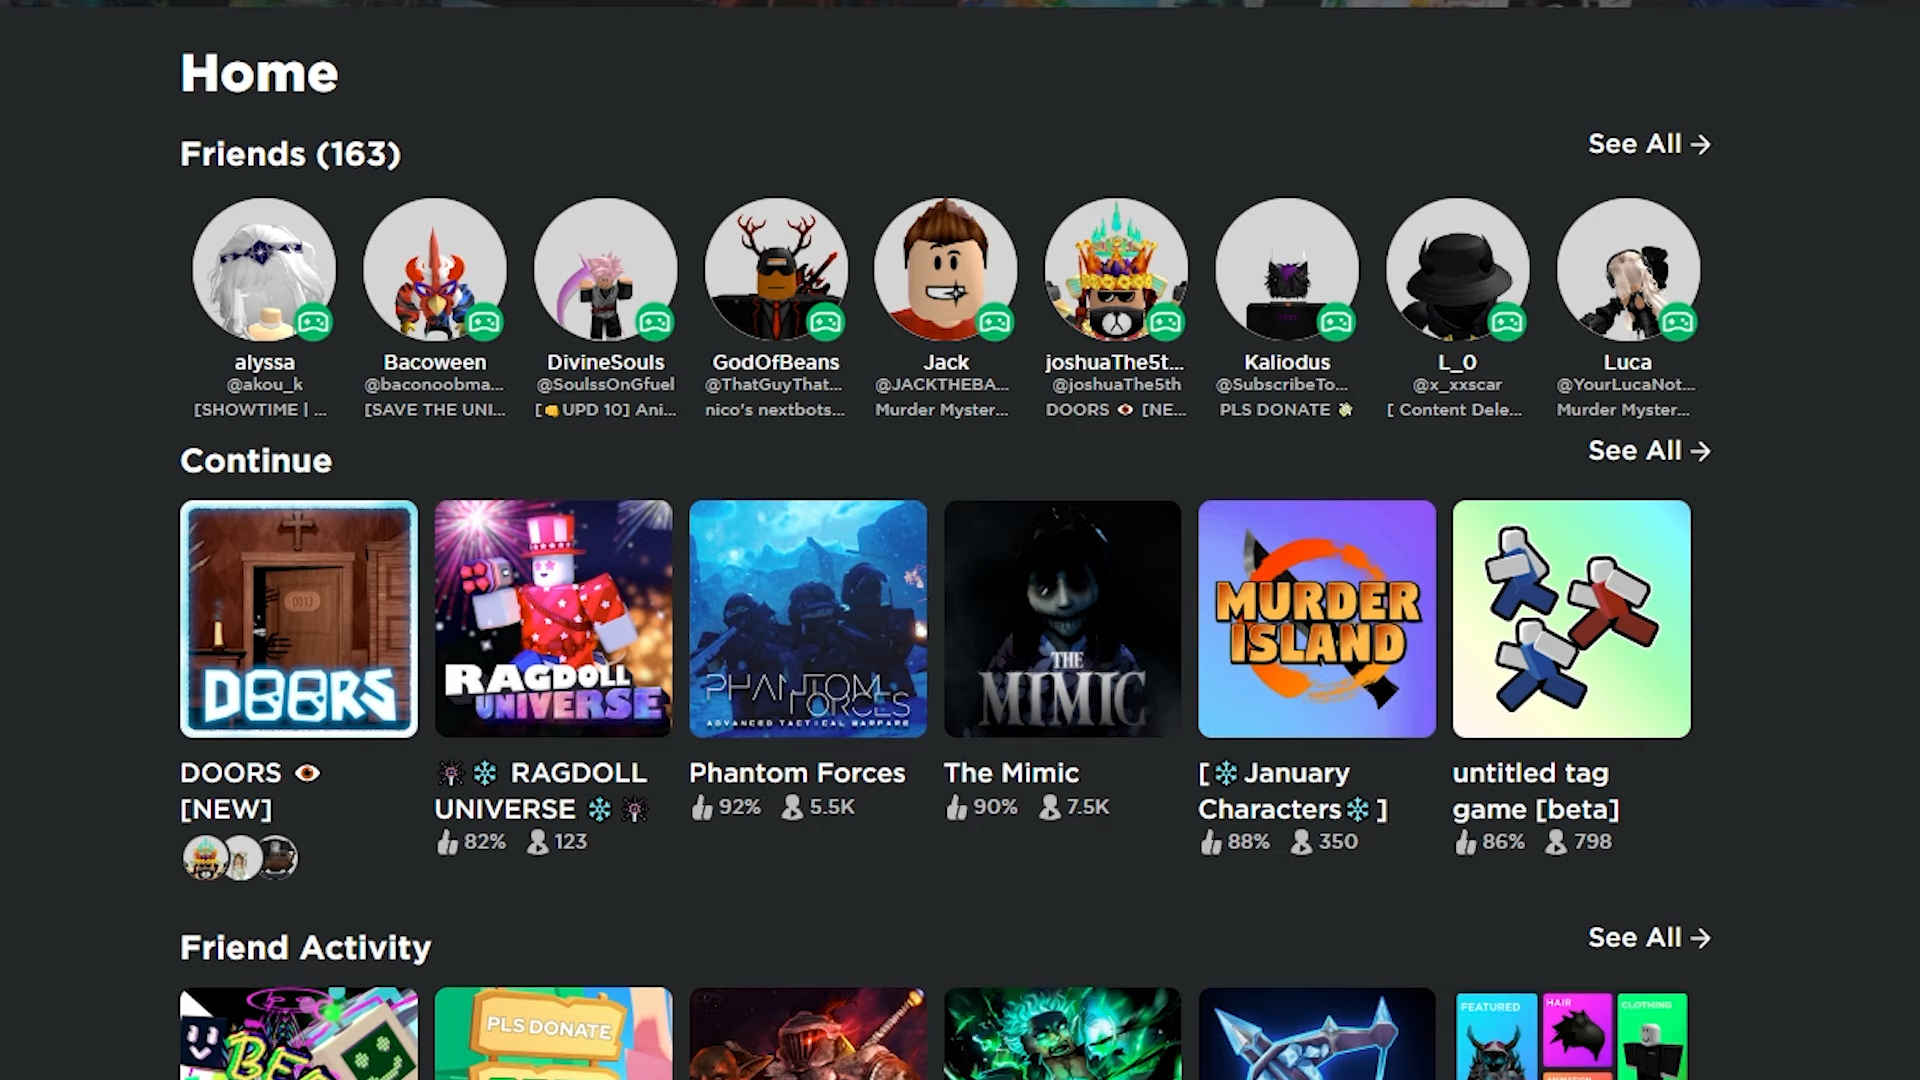 Home
Friends (163)
See All →
alyssa
@akou_k
[SHOWTIME | ...
Bacoween
@baconoobma...
[SAVE THE UNI...
DivineSouls
@SoulssOnGfuel
[👊UPD 10] Ani...
GodOfBeans
@ThatGuyThat...
nico's nextbots...
Jack
@JACKTHEBA...
Murder Myster...
joshuaThe5t...
@joshuaThe5th
DOORS 👁 [NE...
Kaliodus
@SubscribeTo...
PLS DONATE
L_0
@x_xxscar
[ Content Dele...
Luca
@YourLucaNot...
Murder Myster...
Continue
See All →
DOORS
RAGDOLL
UNIVERSE
PHANTOM
FORCES
ADVANCED TACTICAL WARFARE
THE
MIMIC
MURDER
ISLAND
DOORS 👁
[NEW]
❄ RAGDOLL
UNIVERSE ❄
82% 123
Phantom Forces
92% 5.5K
The Mimic
90% 7.5K
[❄January
Characters❄]
88% 350
untitled tag
game [beta]
86% 798
Friend Activity
See All →
PLS DONATE
FEATURED
HAIR
CLOTHING